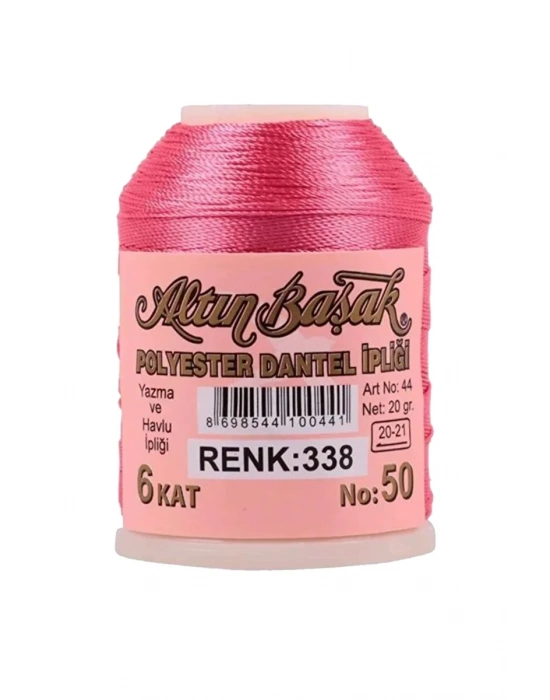 Altın Başak®
POLYESTER DANTEL İPLİĞİ
Yazma
ve
Havlu
İpliği
8 698544 100441
Art No: 44
Net: 20 gr.
20-21
RENK:338
6 KAT
No: 50